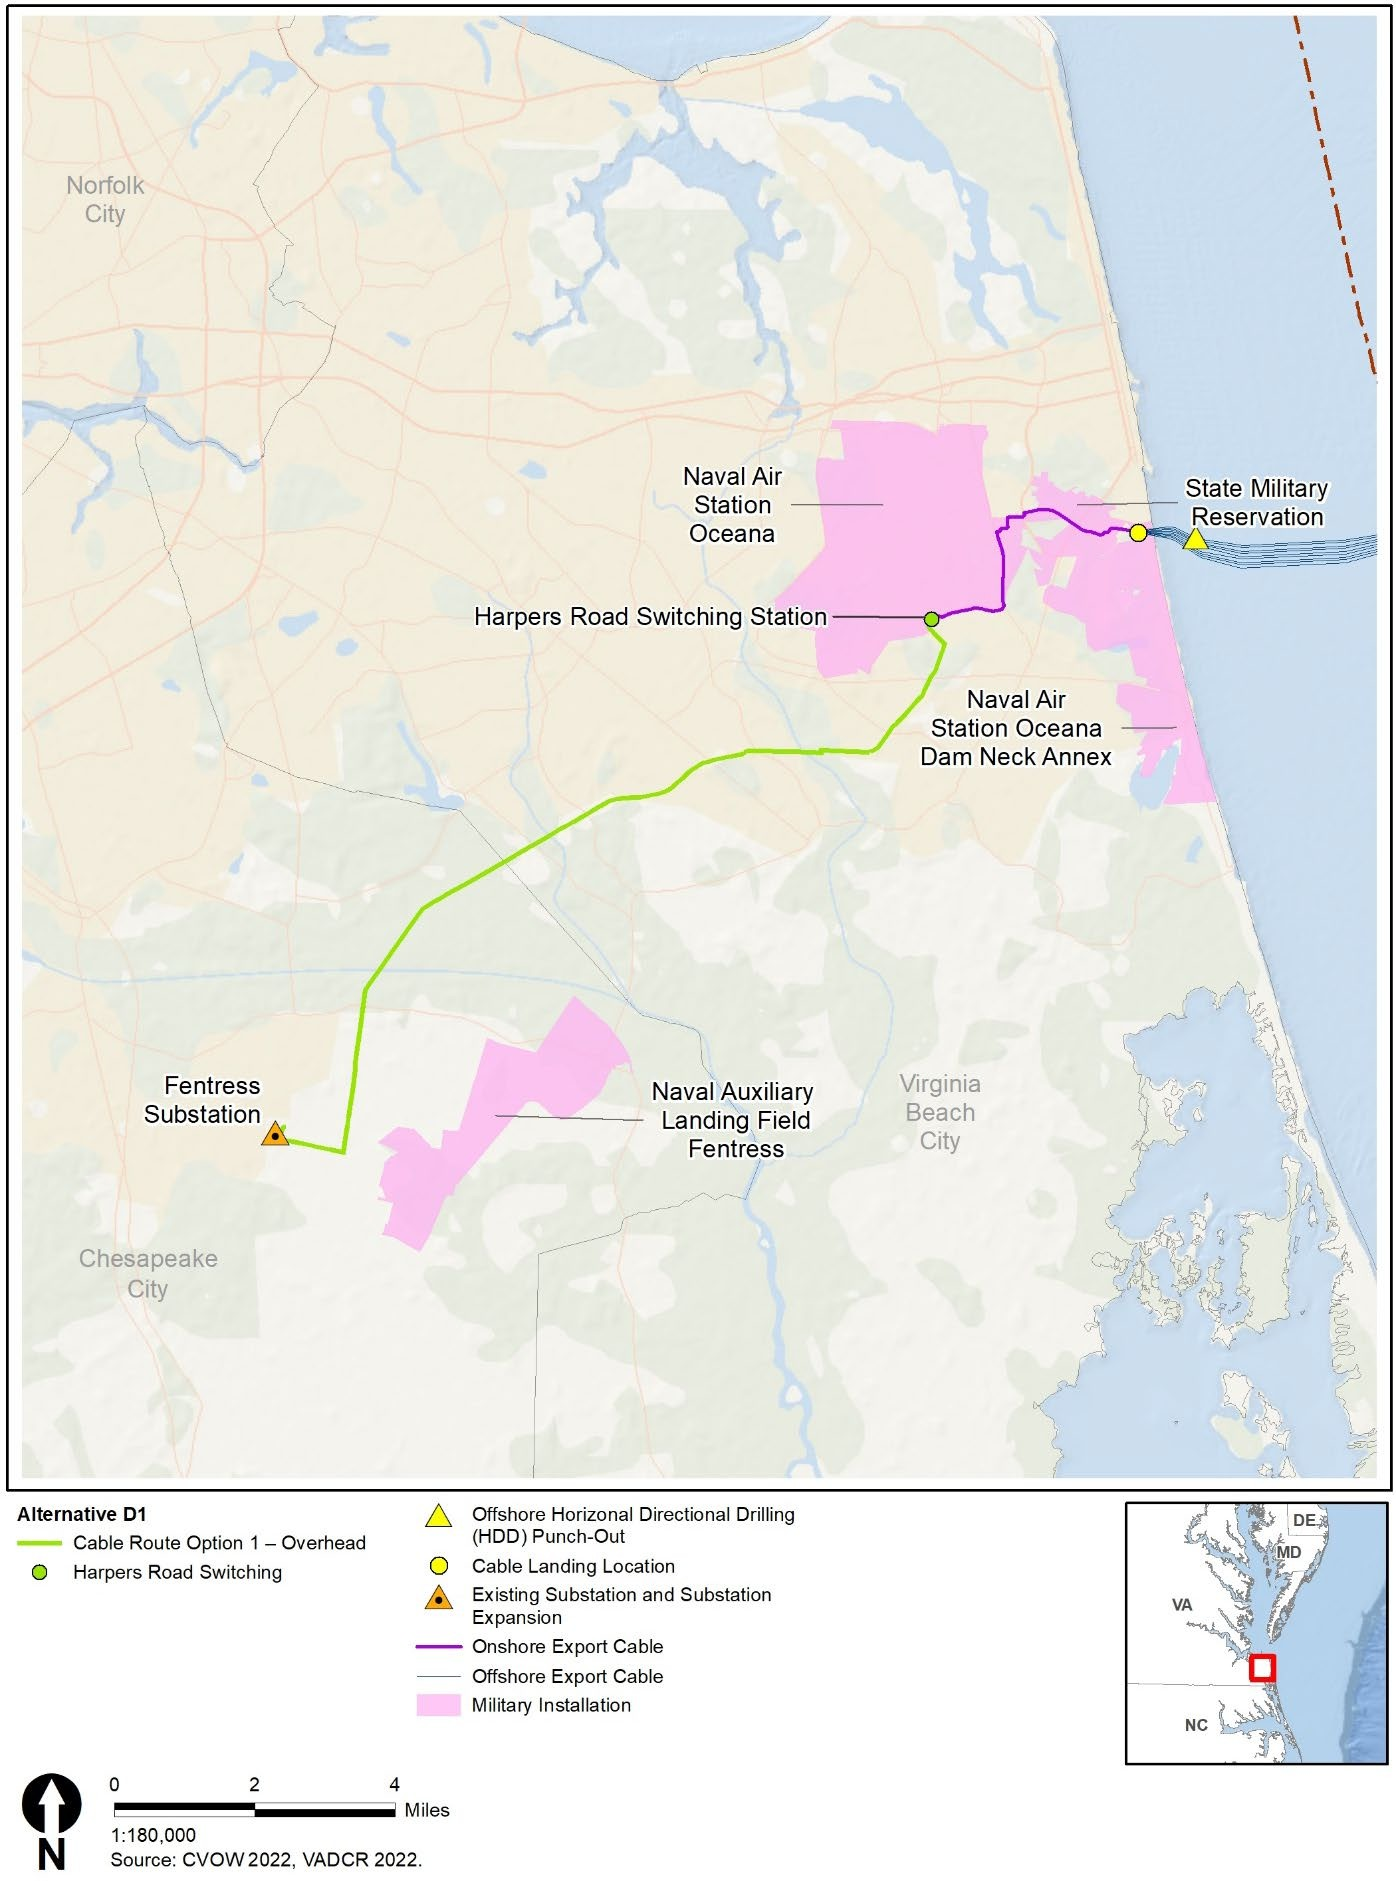 Norfolk
City
Naval Air
Station
Oceana
State Military
Reservation
Harpers Road Switching Station
Naval Air
Station Oceana
Dam Neck Annex
Fentress
Substation
Naval Auxiliary
Landing Field
Fentress
Virginia
Beach
City
Chesapeake
City
Alternative D1
Cable Route Option 1 – Overhead
Harpers Road Switching
Offshore Horizonal Directional Drilling
(HDD) Punch-Out
Cable Landing Location
Existing Substation and Substation
Expansion
Onshore Export Cable
Offshore Export Cable
Military Installation
DE
MD
VA
NC
N
0 2 4
Miles
1:180,000
Source: CVOW 2022, VADCR 2022.